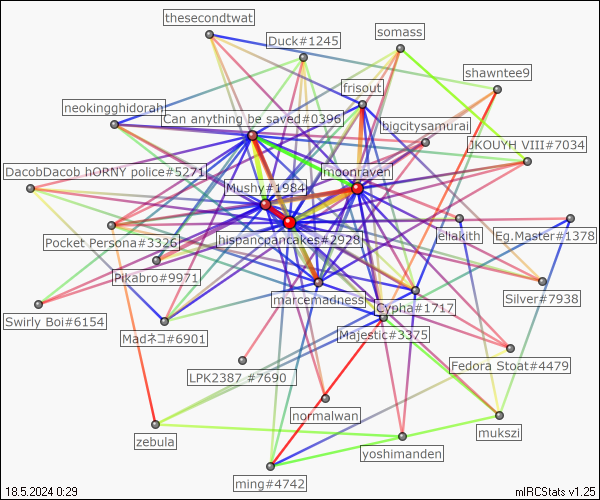 thesecondtwat
Duck#1245
somass
shawntee9
frisout
neokingghidorah
Can anything be saved#0396
bigcitysamurai
JKOUYH VIII#7034
DacobDacob hORNY police#5271
moonraven
Mushy#1984
Pocket Persona#3326
hispanopancakes#2928
eliakith
Eg.Master#1378
Pikabro#9971
marcemadness
Cypha#1717
Silver#7938
Swirly Boi#6154
Madネコ#6901
Majestic#3375
Fedora Stoat#4479
LPK2387 #7690
normalwan
zebula
mukszi
yoshimanden
ming#4742
18.5.2024 0:29
mIRCStats v1.25